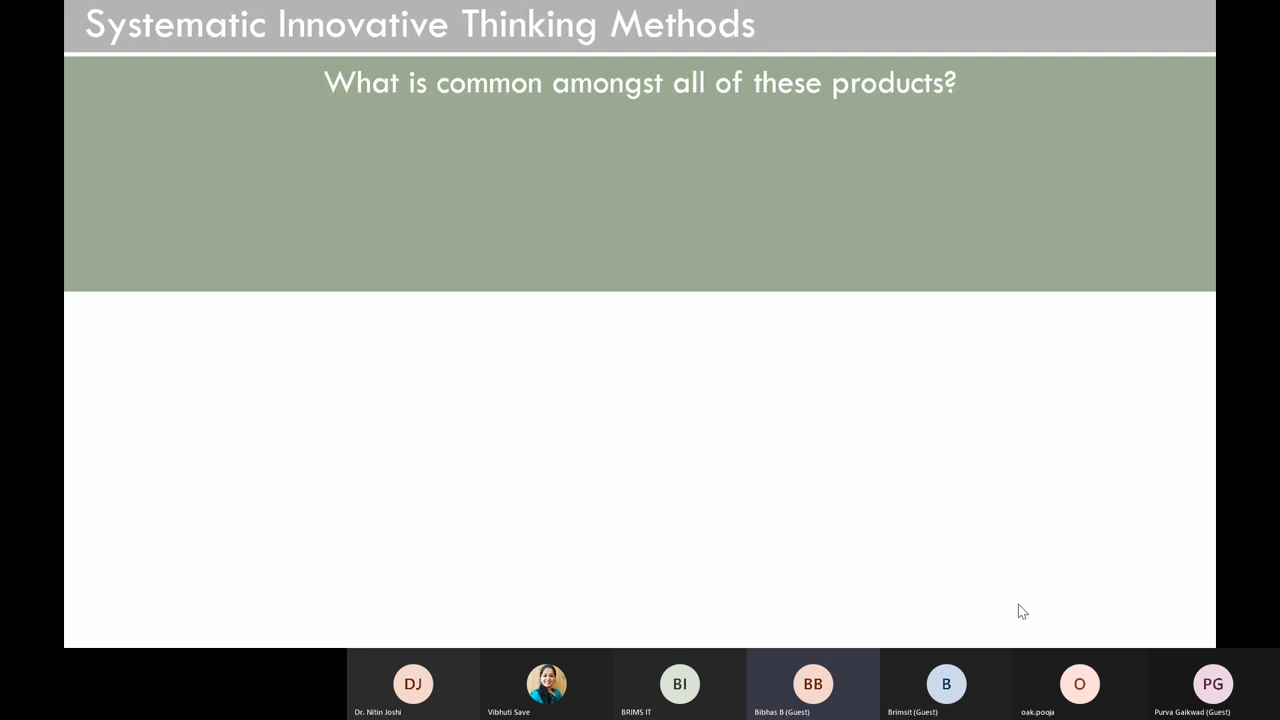 Systematic Innovative Thinking Methods
What is common amongst all of these products?
DJ
BI
BB
B
O
PG
Dr. Nitin Joshi
Vibhuti Save
BRIMS IT
Bibhas B (Guest)
Brimsit (Guest)
oak.pooja
Purva Gaikwad (Guest)